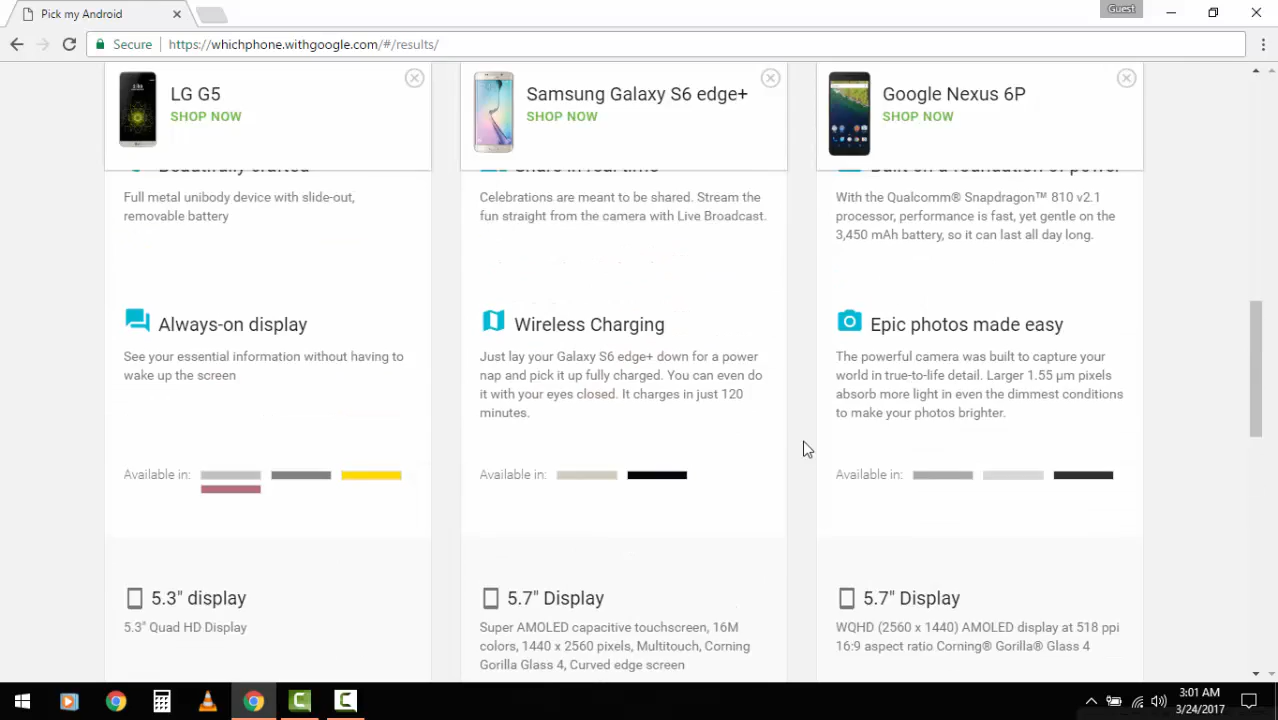 Pick my Android
Guest
Secure
https://whichphone.withgoogle.com/#/results/
LG G5
SHOP NOW
Samsung Galaxy S6 edge+
SHOP NOW
Google Nexus 6P
SHOP NOW
Beautifully crafted
Full metal unibody device with slide-out,
removable battery
Share in real time
Celebrations are meant to be shared. Stream the
fun straight from the camera with Live Broadcast.
Built on a foundation of power
With the Qualcomm® Snapdragon™ 810 v2.1
processor, performance is fast, yet gentle on the
3,450 mAh battery, so it can last all day long.
Always-on display
See your essential information without having to
wake up the screen
Wireless Charging
Just lay your Galaxy S6 edge+ down for a power
nap and pick it up fully charged. You can even do
it with your eyes closed. It charges in just 120
minutes.
Epic photos made easy
The powerful camera was built to capture your
world in true-to-life detail. Larger 1.55 μm pixels
absorb more light in even the dimmest conditions
to make your photos brighter.
Available in:
Available in:
Available in:
5.3" display
5.3" Quad HD Display
5.7" Display
Super AMOLED capacitive touchscreen, 16M
colors, 1440 x 2560 pixels, Multitouch, Corning
Gorilla Glass 4, Curved edge screen
5.7" Display
WQHD (2560 x 1440) AMOLED display at 518 ppi
16:9 aspect ratio Corning® Gorilla® Glass 4
3:01 AM
3/24/2017